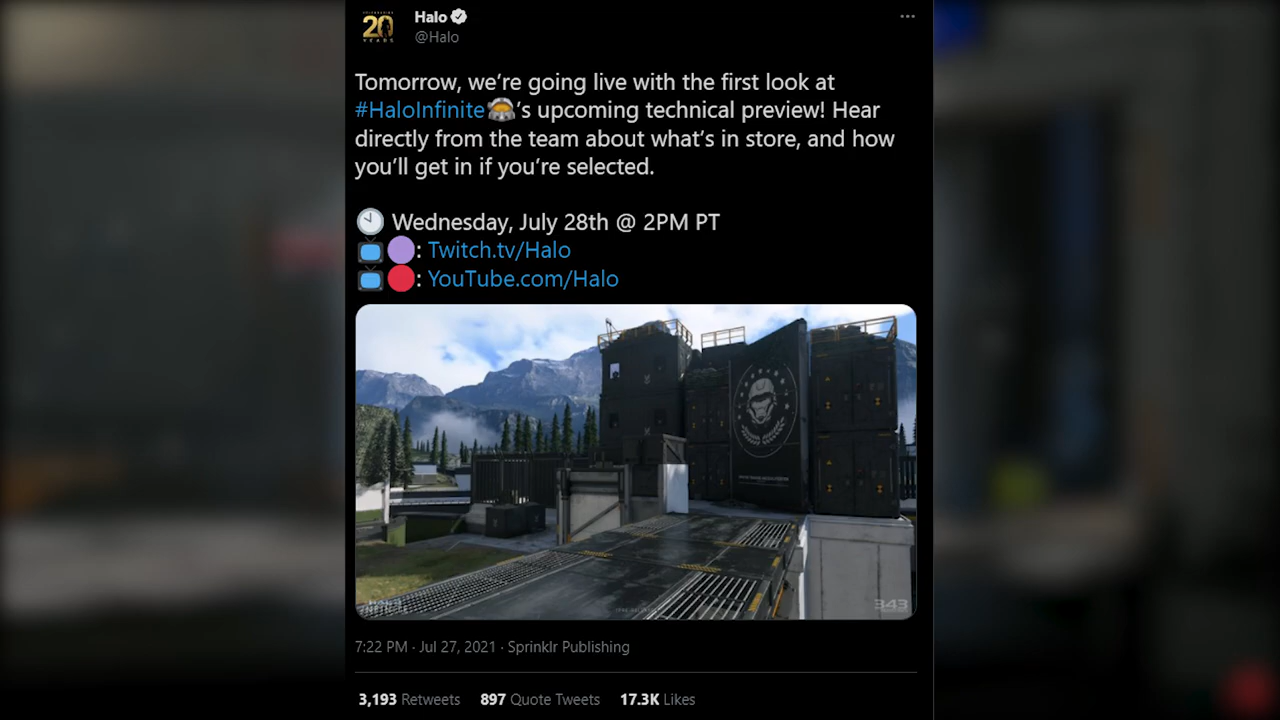 20
YEARS
Halo
@Halo
Tomorrow, we're going live with the first look at
#HaloInfinite's upcoming technical preview! Hear
directly from the team about what's in store, and how
you'll get in if you're selected.
Wednesday, July 28th @ 2PM PT
: Twitch.tv/Halo
: YouTube.com/Halo
343
7:22 PM · Jul 27, 2021 · Sprinklr Publishing
3,193 Retweets 897 Quote Tweets 17.3K Likes